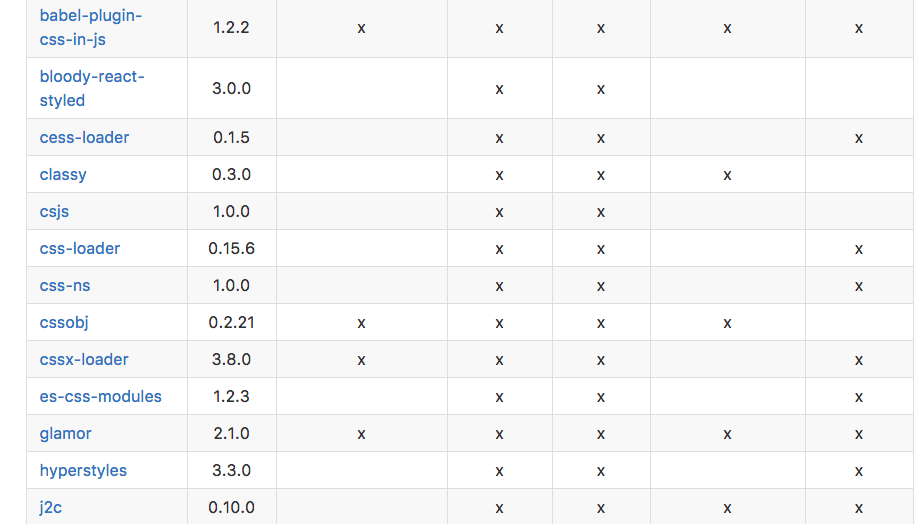 babel-plugin-
css-in-js 1.2.2 x x x x x
bloody-react-
styled 3.0.0 x x
cess-loader 0.1.5 x x x
classy 0.3.0 x x x
csjs 1.0.0 x x
css-loader 0.15.6 x x x
css-ns 1.0.0 x x x
cssobj 0.2.21 x x x x
cssx-loader 3.8.0 x x x x
es-css-modules 1.2.3 x x x
glamor 2.1.0 x x x x x
hyperstyles 3.3.0 x x x
j2c 0.10.0 x x x x